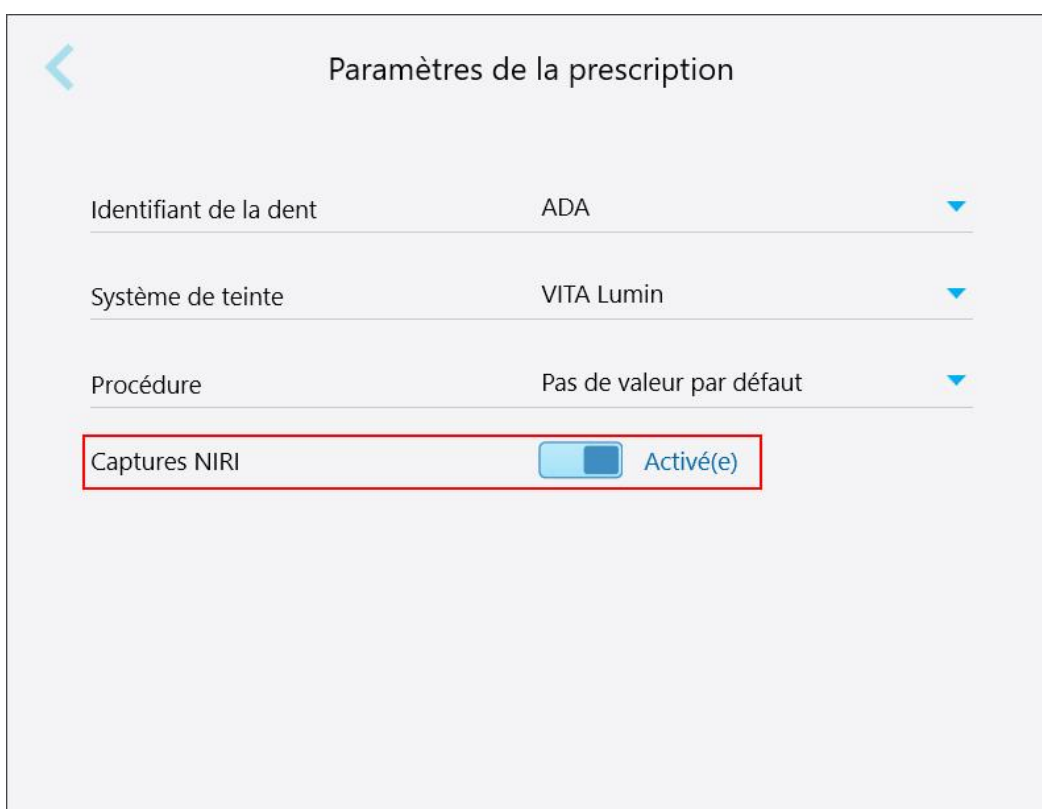 Paramètres de la prescription
Identifiant de la dent ADA
Système de teinte VITA Lumin
Procédure Pas de valeur par défaut
Captures NIRI Activé(e)